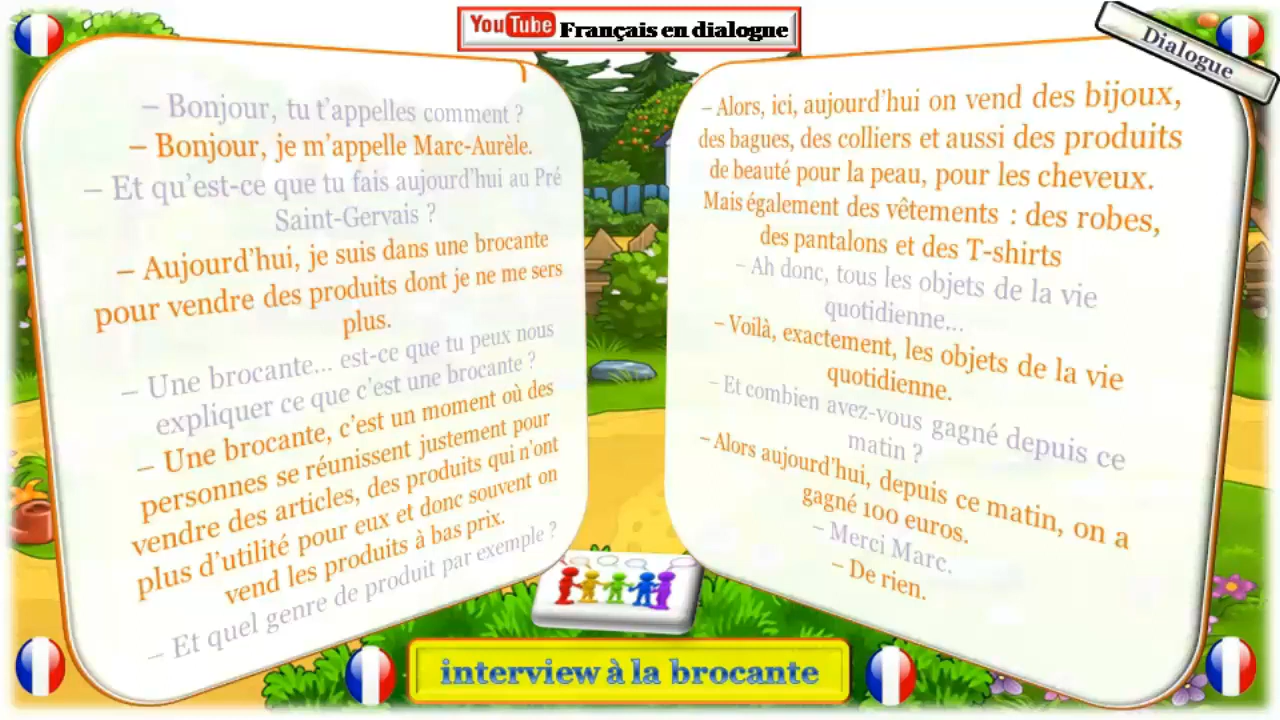 YouTube Français en dialogue
Dialogue
– Bonjour, tu t’appelles comment ?
– Bonjour, je m’appelle Marc-Aurèle.
– Et qu’est-ce que tu fais aujourd’hui au Pré
Saint-Gervais ?
– Aujourd’hui, je suis dans une brocante
pour vendre des produits dont je ne me sers
plus.
– Une brocante... est-ce que tu peux nous
expliquer ce que c’est une brocante ?
– Une brocante, c’est un moment où des
personnes se réunissent justement pour
vendre des articles, des produits qui n’ont
plus d’utilité pour eux et donc souvent on
vend les produits à bas prix.
– Et quel genre de produit par exemple ?
– Alors, ici, aujourd’hui on vend des bijoux,
des bagues, des colliers et aussi des produits
de beauté pour la peau, pour les cheveux.
Mais également des vêtements : des robes,
des pantalons et des T-shirts
– Ah donc, tous les objets de la vie
quotidienne...
– Voilà, exactement, les objets de la vie
quotidienne.
– Et combien avez-vous gagné depuis ce
matin ?
– Alors aujourd’hui, depuis ce matin, on a
gagné 100 euros.
– Merci Marc.
– De rien.
interview à la brocante